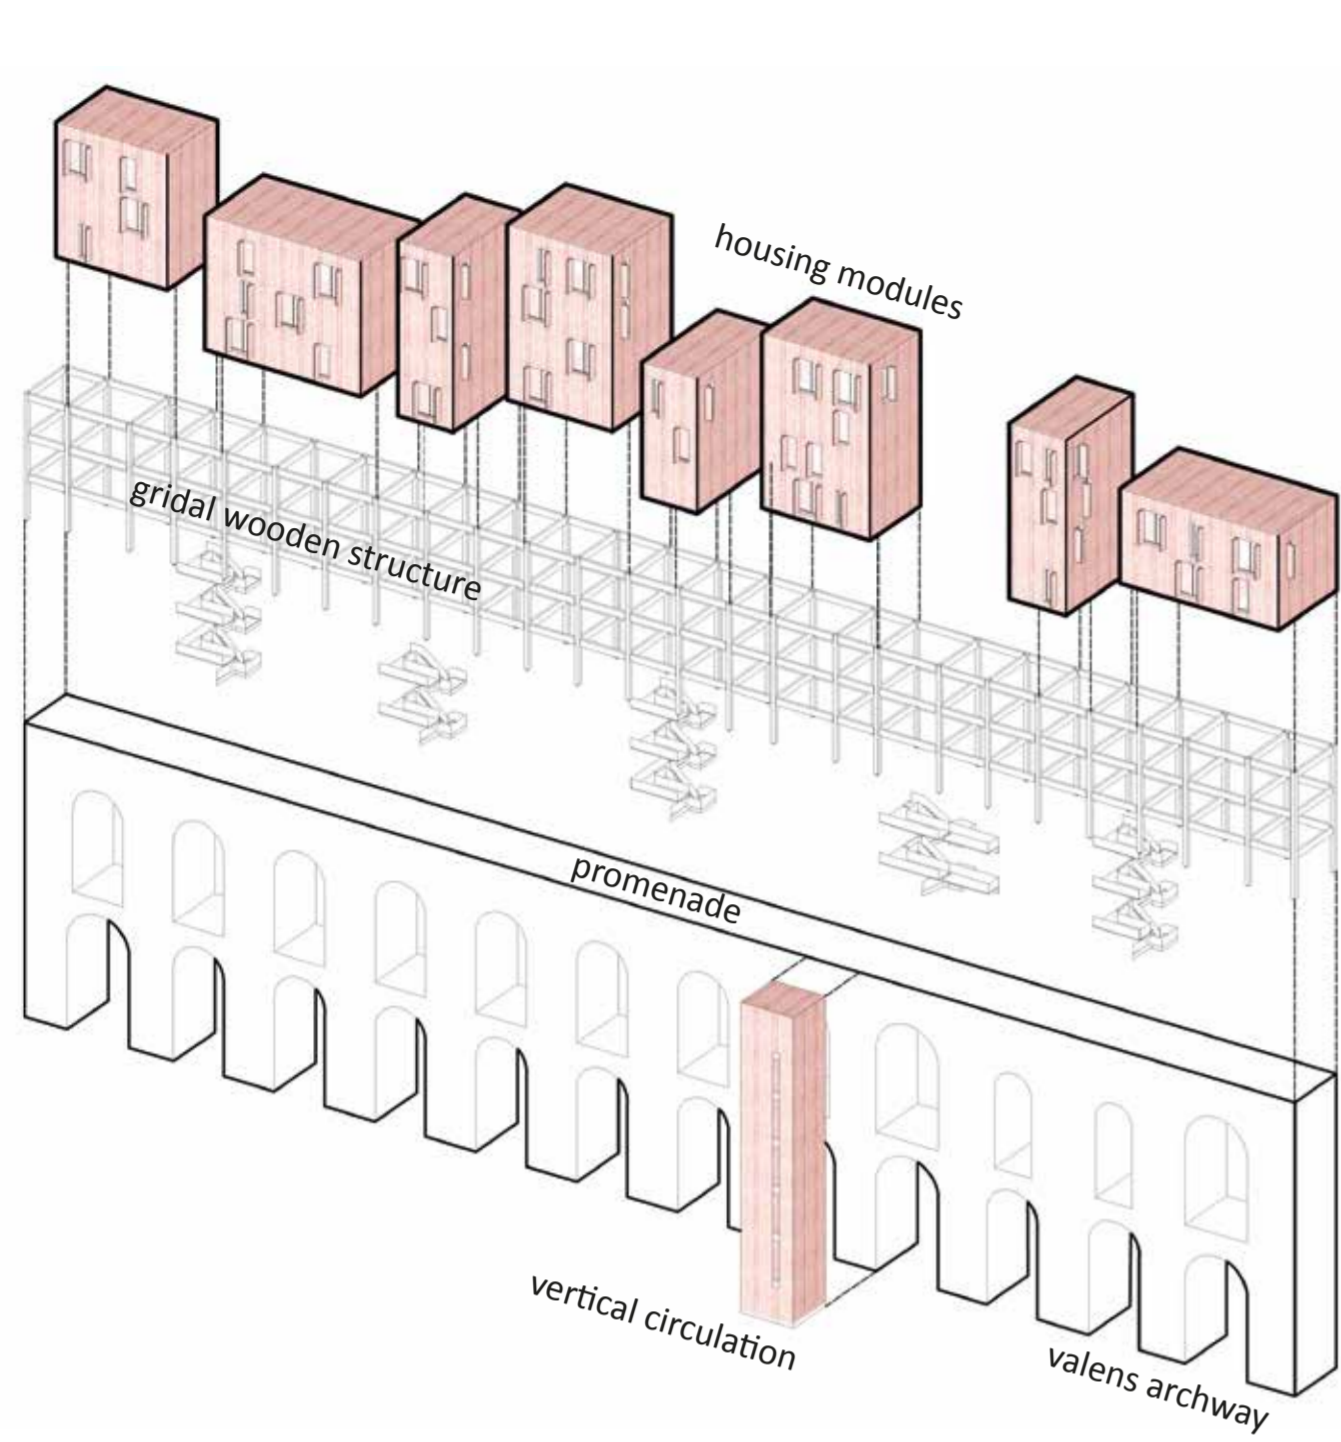 housing modules
gridal wooden structure
promenade
vertical circulation
valens archway